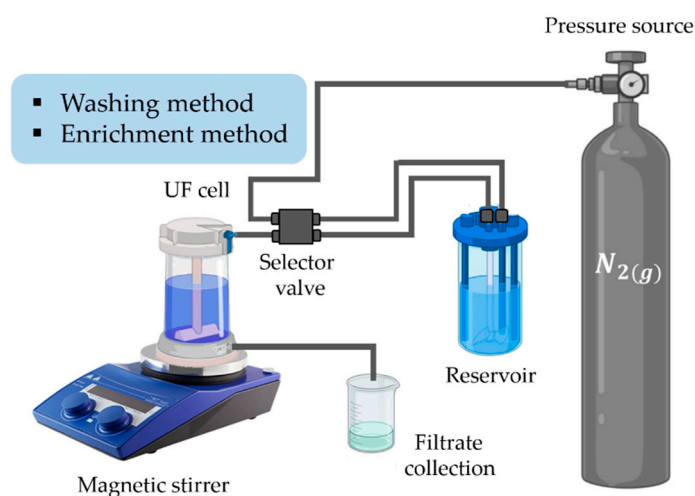 Pressure source
▪ Washing method
▪ Enrichment method
UF cell
Selector
valve
N2(g)
Reservoir
Filtrate
collection
Magnetic stirrer